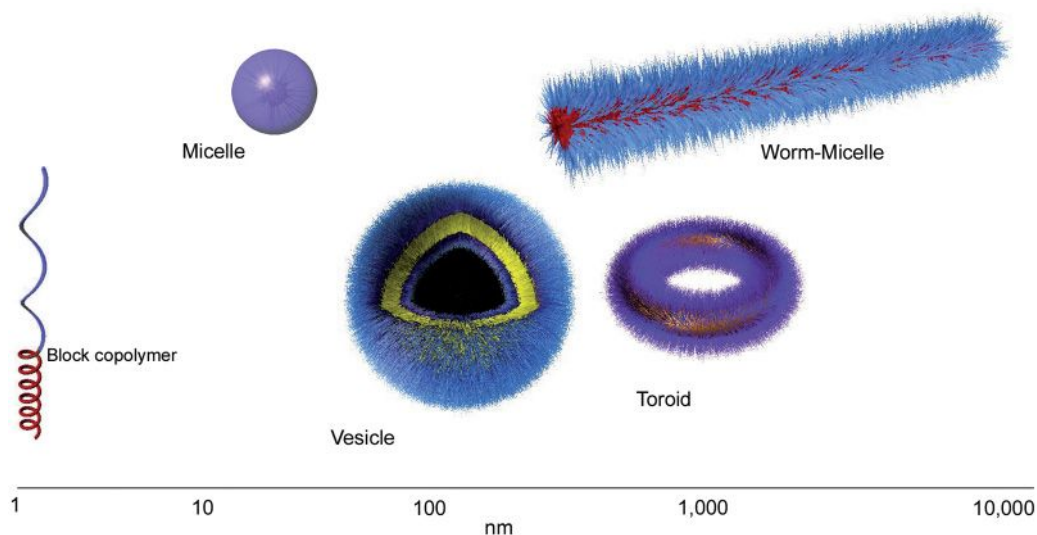 Micelle
Worm-Micelle
Block copolymer
Toroid
Vesicle
1 10 100 1,000 10,000
nm